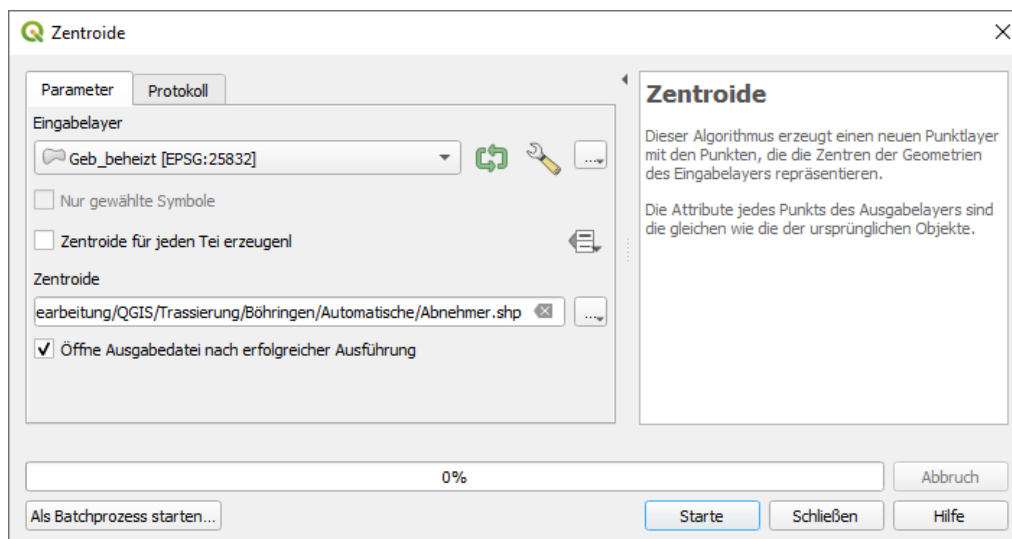 Zentroide
Parameter
Protokoll
Eingabelayer
Geb_beheizt [EPSG:25832]
...
Nur gewählte Symbole
Zentroide für jeden Tei erzeugenl
Zentroide
earbeitung/QGIS/Trassierung/Böhringen/Automatische/Abnehmer.shp
...
Öffne Ausgabedatei nach erfolgreicher Ausführung
Zentroide
Dieser Algorithmus erzeugt einen neuen Punktlayer
mit den Punkten, die die Zentren der Geometrien
des Eingabelayers repräsentieren.
Die Attribute jedes Punkts des Ausgabelayers sind
die gleichen wie die der ursprünglichen Objekte.
0%
Abbruch
Als Batchprozess starten...
Starte
Schließen
Hilfe